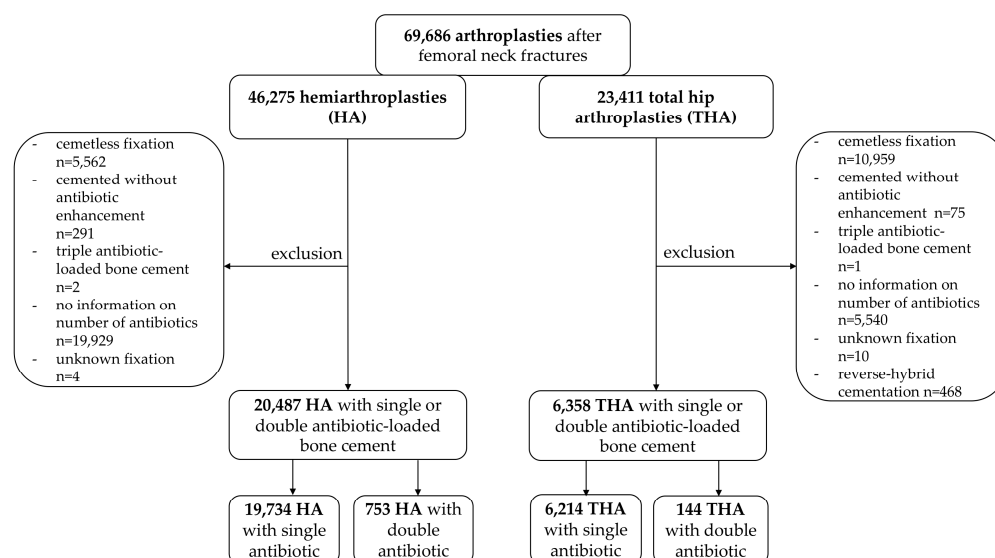 69,686 arthroplasties after
femoral neck fractures
46,275 hemiarthroplasties
(HA)
23,411 total hip
arthroplasties (THA)
- cemetless fixation
n=5,562
- cemented without
antibiotic
enhancement
n=291
- triple antibiotic-
loaded bone cement
n=2
- no information on
number of antibiotics
n=19,929
- unknown fixation
n=4
exclusion
exclusion
- cemetless fixation
n=10,959
- cemented without
antibiotic
enhancement n=75
- triple antibiotic-
loaded bone cement
n=1
- no information on
number of antibiotics
n=5,540
- unknown fixation
n=10
- reverse-hybrid
cementation n=468
20,487 HA with single or
double antibiotic-loaded
bone cement
6,358 THA with single or
double antibiotic-loaded
bone cement
19,734 HA
with single
antibiotic
753 HA with
double
antibiotic
6,214 THA
with single
antibiotic
144 THA
with double
antibiotic